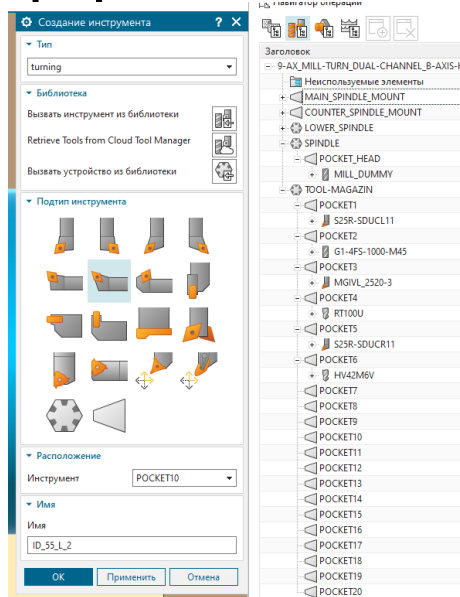 Создание инструмента ? ×
Тип
turning
Библиотека
Вызвать инструмент из библиотеки
Retrieve Tools from Cloud Tool Manager
Вызвать устройство из библиотеки
Подтип инструмента
Расположение
Инструмент POCKET10
Имя
Имя
ID_55_L_2
ОК Применить Отмена
Навигатор операции
Заголовок
9-AX_MILL-TURN_DUAL-CHANNEL_B-AXIS-
Неиспользуемые элементы
MAIN_SPINDLE_MOUNT
COUNTER_SPINDLE_MOUNT
LOWER_SPINDLE
SPINDLE
POCKET_HEAD
MILL_DUMMY
TOOL-MAGAZIN
POCKET1
S25R-SDUCL11
POCKET2
G1-4FS-1000-M45
POCKET3
MGIVL_2520-3
POCKET4
RT100U
POCKET5
S25R-SDUCR11
POCKET6
HV42M6V
POCKET7
POCKET8
POCKET9
POCKET10
POCKET11
POCKET12
POCKET13
POCKET14
POCKET15
POCKET16
POCKET17
POCKET18
POCKET19
POCKET20